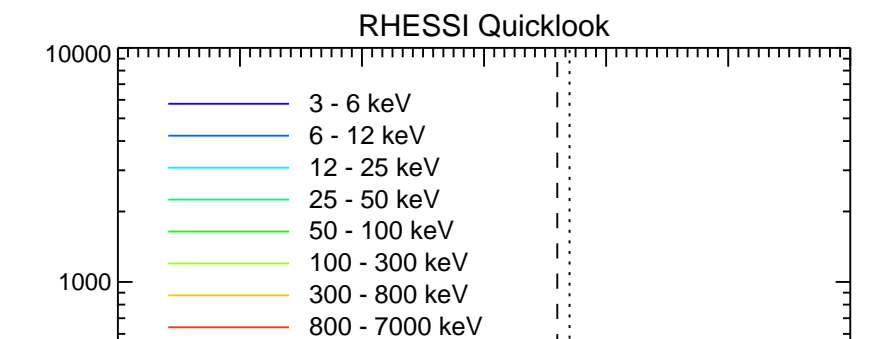 RHESSI Quicklook
10000
3 - 6 keV
6 - 12 keV
12 - 25 keV
25 - 50 keV
50 - 100 keV
100 - 300 keV
1000
300 - 800 keV
800 - 7000 keV